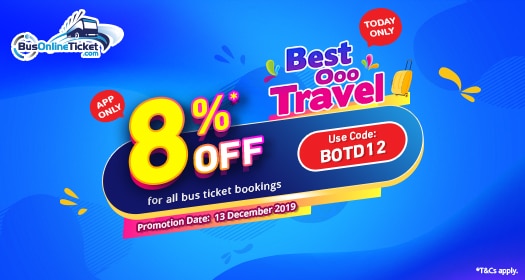 BusOnlineTicket
.com
TODAY
ONLY
Best
Ooo
Travel
APP
ONLY
8%*
OFF
Use Code:
BOTD12
for all bus ticket bookings
Promotion Date: 13 December 2019
*T&Cs apply.